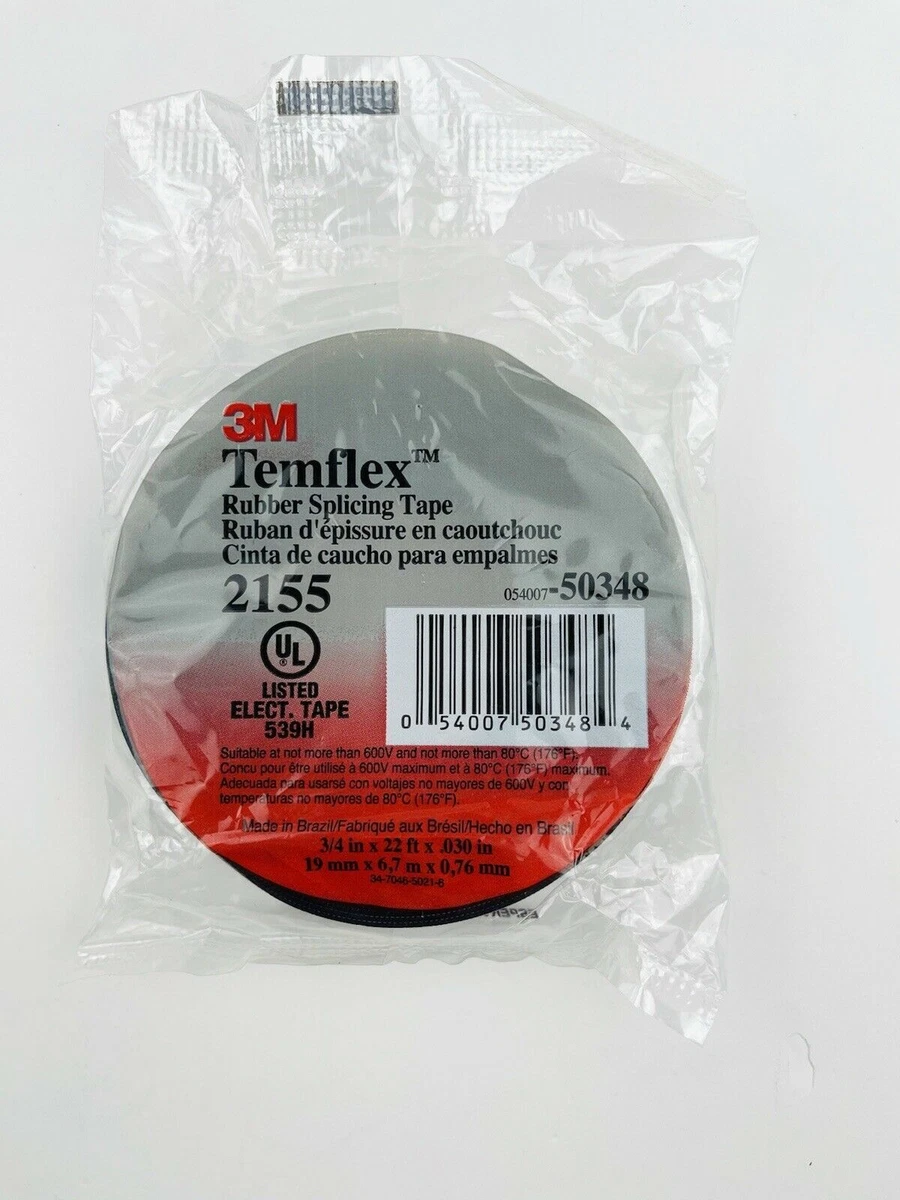 3M
Temflex™
Rubber Splicing Tape
Ruban d'épissure en caoutchouc
Cinta de caucho para empalmes
2155
054007-50348
UL
®
LISTED
ELECT. TAPE
539H
0 54007 50348 4
Suitable at not more than 600V and not more than 80°C (176°F).
Concu pour être utilisé à 600V maximum et à 80°C (176°F) maximum.
Adecuada para usarsé con voltajes no mayores de 600V y con
temperaturas no mayores de 80°C (176°F).
Made in Brazil/Fabriqué aux Brésil/Hecho en Brasil
3/4 in x 22 ft x .030 in
19 mm x 6,7 m x 0,76 mm
34-7046-5021-8